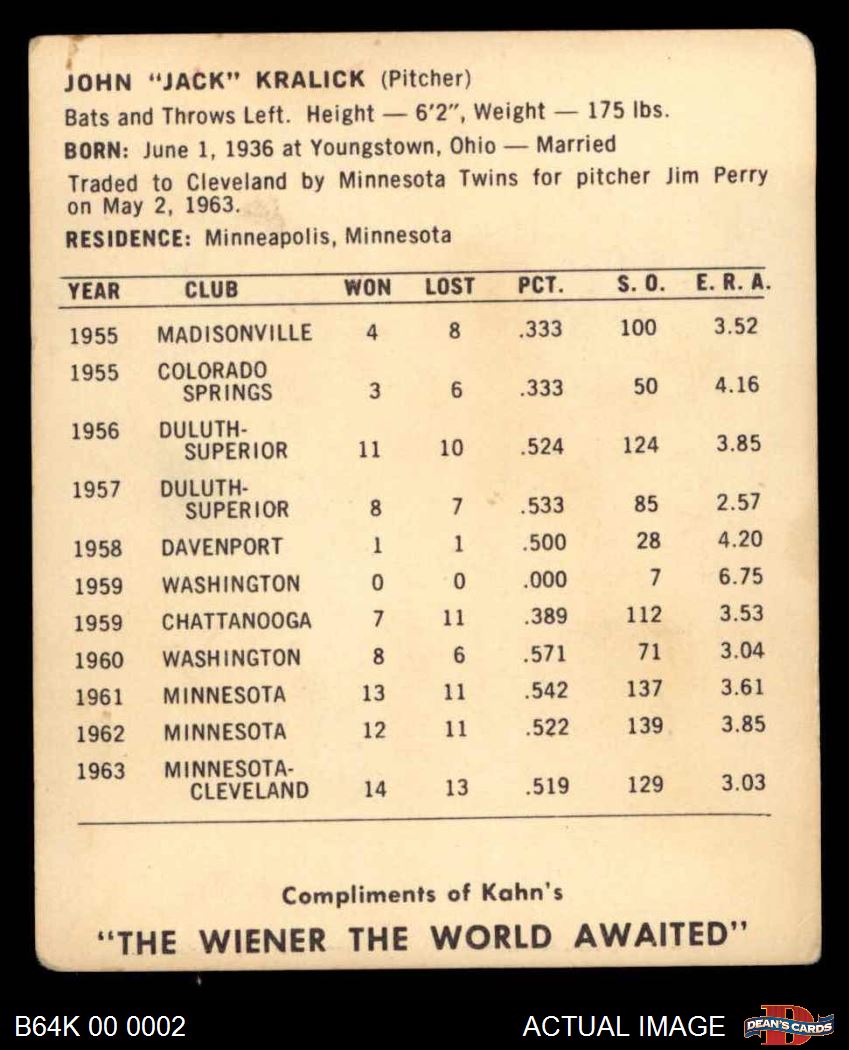 JOHN "JACK" KRALICK (Pitcher)
Bats and Throws Left. Height — 6'2", Weight — 175 lbs.
BORN: June 1, 1936 at Youngstown, Ohio — Married
Traded to Cleveland by Minnesota Twins for pitcher Jim Perry
on May 2, 1963.
RESIDENCE: Minneapolis, Minnesota
YEAR CLUB WON LOST PCT. S. O. E. R. A.
1955 MADISONVILLE 4 8 .333 100 3.52
1955 COLORADO
SPRINGS 3 6 .333 50 4.16
1956 DULUTH-
SUPERIOR 11 10 .524 124 3.85
1957 DULUTH-
SUPERIOR 8 7 .533 85 2.57
1958 DAVENPORT 1 1 .500 28 4.20
1959 WASHINGTON 0 0 .000 7 6.75
1959 CHATTANOOGA 7 11 .389 112 3.53
1960 WASHINGTON 8 6 .571 71 3.04
1961 MINNESOTA 13 11 .542 137 3.61
1962 MINNESOTA 12 11 .522 139 3.85
1963 MINNESOTA-
CLEVELAND 14 13 .519 129 3.03
Compliments of Kahn's
"THE WIENER THE WORLD AWAITED"
B64K 00 0002 ACTUAL IMAGE DEAN'S CARDS